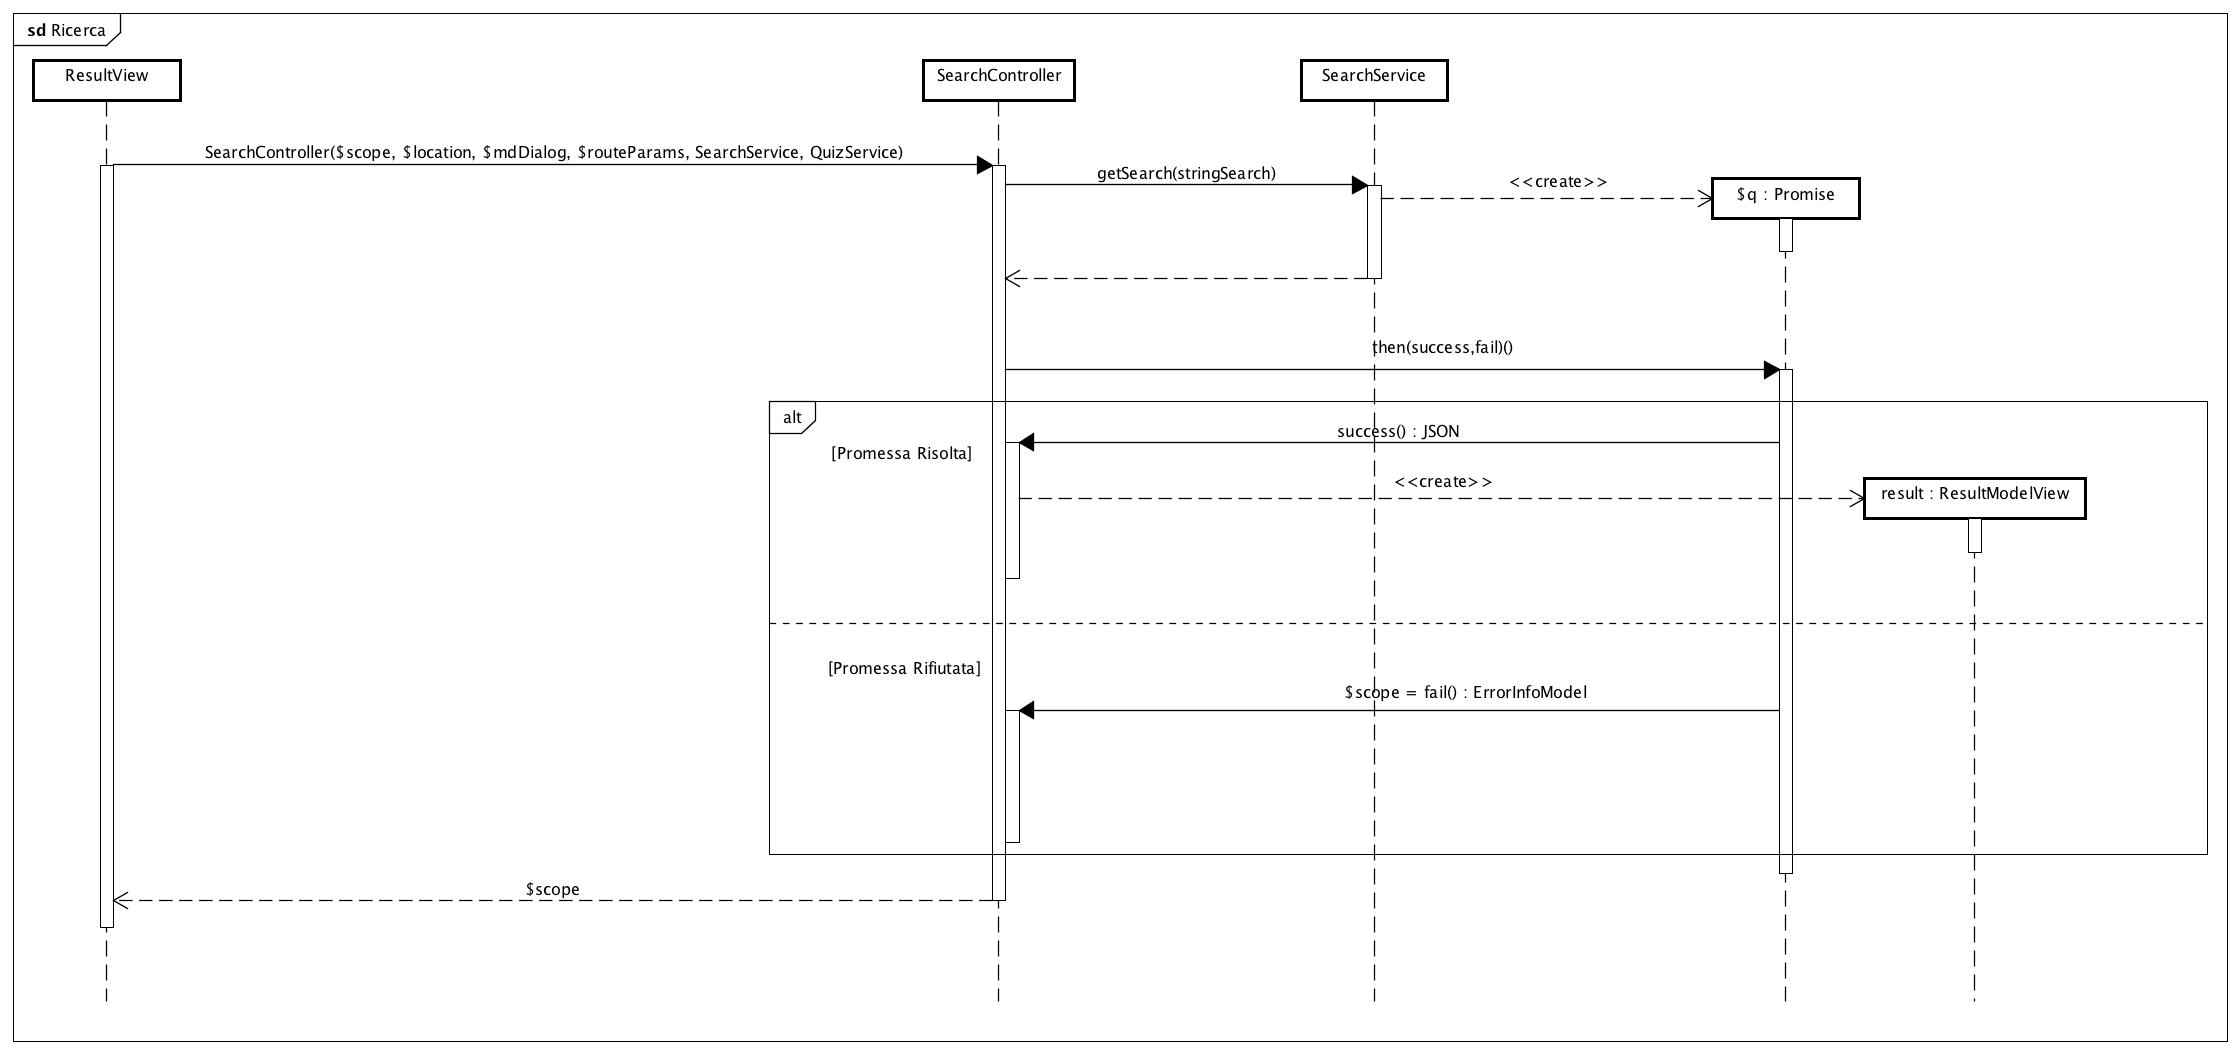 sd Ricerca
ResultView
SearchController
SearchService
SearchController($scope, $location, $mdDialog, $routeParams, SearchService, QuizService)
getSearch(stringSearch)
<<create>>
$q : Promise
then(success,fail)()
alt
success() : JSON
[Promessa Risolta]
<<create>>
result : ResultModelView
[Promessa Rifiutata]
$scope = fail() : ErrorInfoModel
$scope